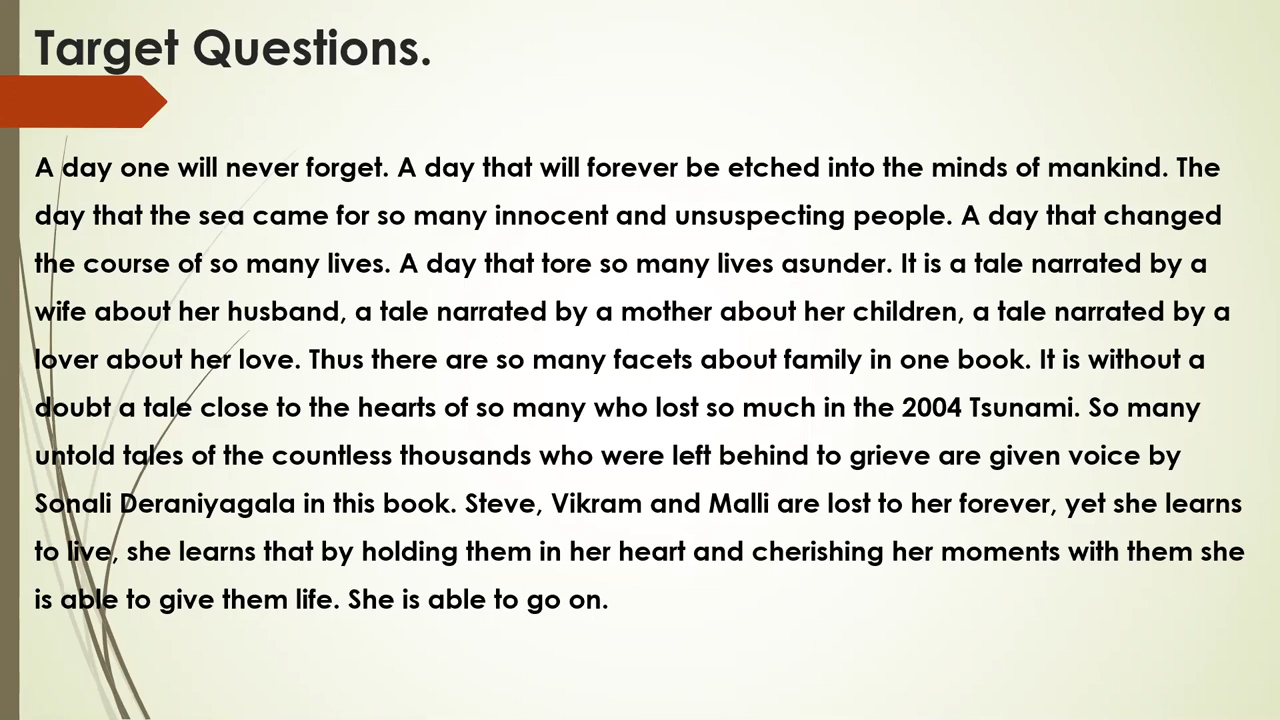 Target Questions.
A day one will never forget. A day that will forever be etched into the minds of mankind. The
day that the sea came for so many innocent and unsuspecting people. A day that changed
the course of so many lives. A day that tore so many lives asunder. It is a tale narrated by a
wife about her husband, a tale narrated by a mother about her children, a tale narrated by a
lover about her love. Thus there are so many facets about family in one book. It is without a
doubt a tale close to the hearts of so many who lost so much in the 2004 Tsunami. So many
untold tales of the countless thousands who were left behind to grieve are given voice by
Sonali Deraniyagala in this book. Steve, Vikram and Malli are lost to her forever, yet she learns
to live, she learns that by holding them in her heart and cherishing her moments with them she
is able to give them life. She is able to go on.